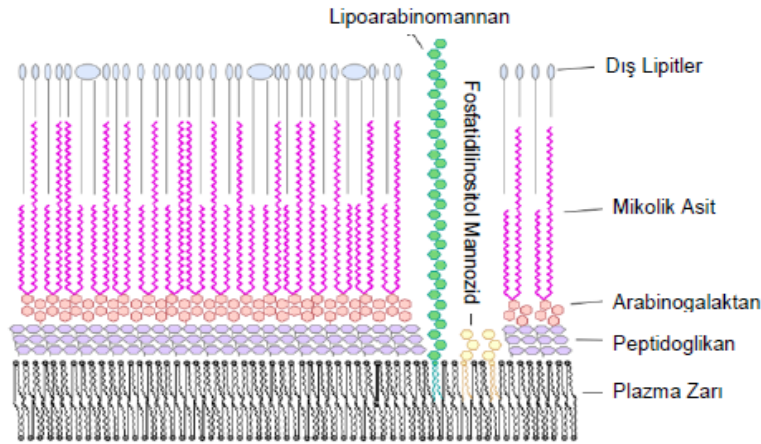 Lipoarabinomannan
Dış Lipitler
Fosfatidilinositol Mannozid
Mikolik Asit
Arabinogalaktan
Peptidoglikan
Plazma Zarı